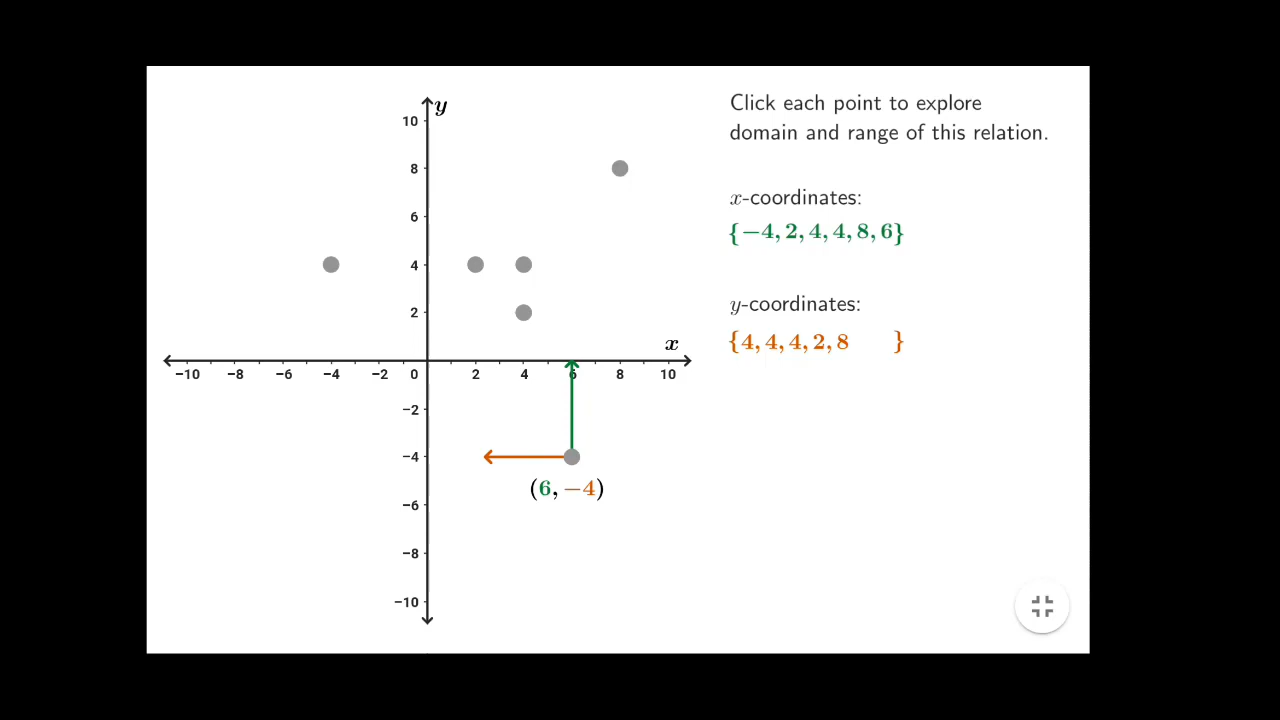 Click each point to explore
domain and range of this relation.
x-coordinates:
{−4, 2, 4, 4, 8, 6}
y-coordinates:
{4, 4, 4, 2, 8 }
y
10
8
6
4
2
x
−10 −8 −6 −4 −2 0 2 4 6 8 10
−2
−4
(6, −4)
−6
−8
−10